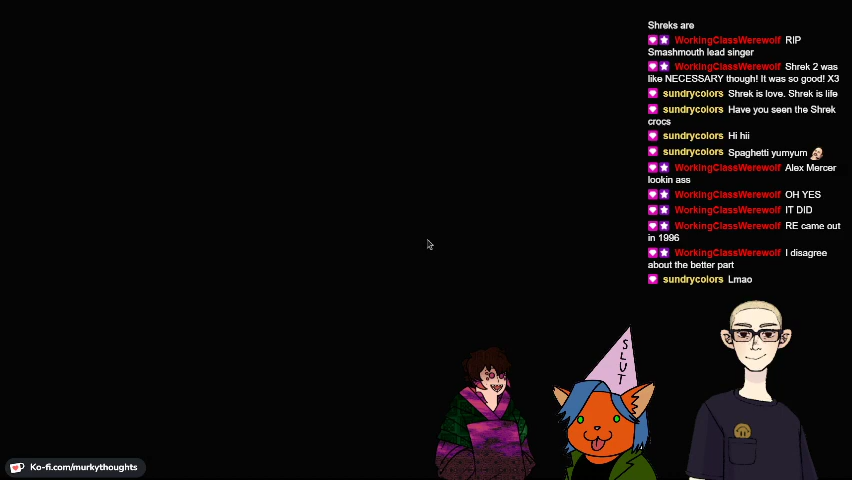 Shreks are
WorkingClassWerewolf RIP
Smashmouth lead singer
WorkingClassWerewolf Shrek 2 was
like NECESSARY though! It was so good! X3
sundrycolors Shrek is love. Shrek is life
sundrycolors Have you seen the Shrek
crocs
sundrycolors Hi hii
sundrycolors Spaghetti yumyum
WorkingClassWerewolf Alex Mercer
lookin ass
WorkingClassWerewolf OH YES
WorkingClassWerewolf IT DID
WorkingClassWerewolf RE came out
in 1996
WorkingClassWerewolf I disagree
about the better part
sundrycolors Lmao
SLUT
Ko-fi.com/murkythoughts